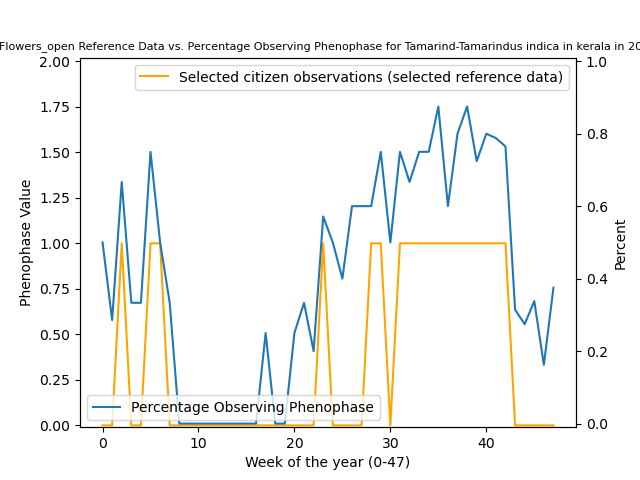 Flowers_open Reference Data vs. Percentage Observing Phenophase for Tamarind-Tamarindus indica in kerala in 20
2.00
1.75
1.50
1.25
1.00
0.75
0.50
0.25
0.00
Phenophase Value
Selected citizen observations (selected reference data)
Percentage Observing Phenophase
1.0
0.8
0.6
0.4
0.2
0.0
Percent
0 10 20 30 40
Week of the year (0-47)